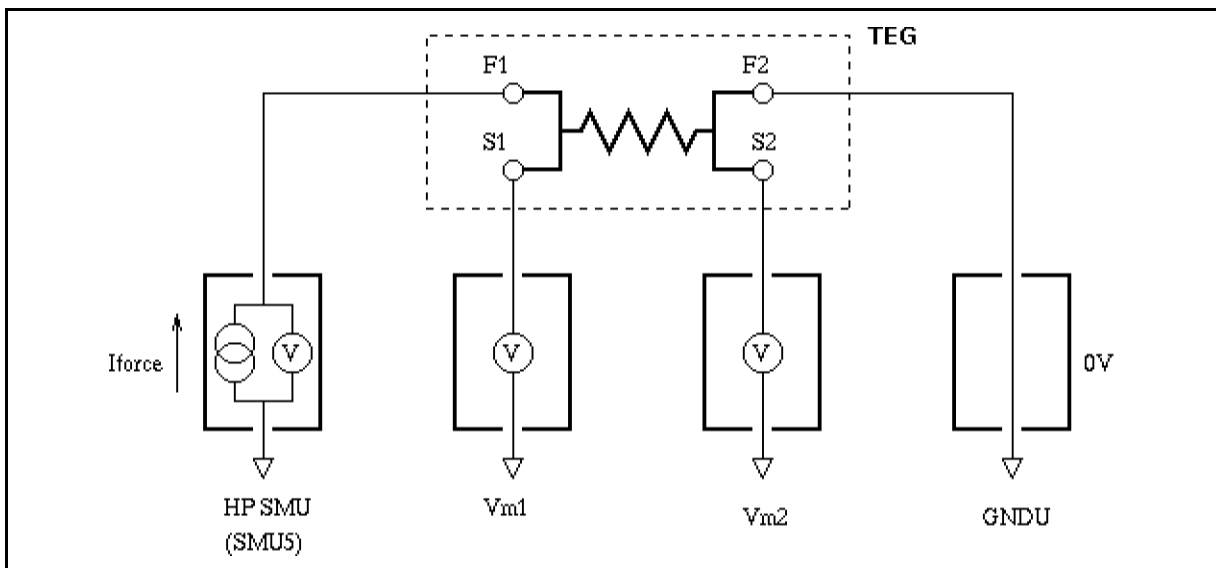 TEG
F1
F2
S1
S2
V
V
V
Iforce
0V
HP SMU
(SMU5)
Vm1
Vm2
GNDU